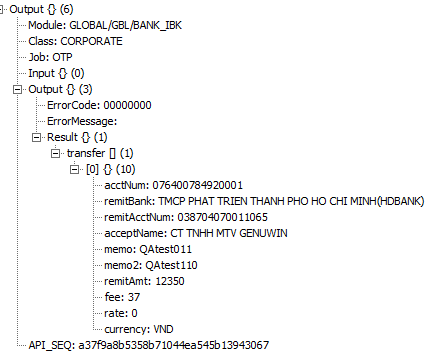 Output {} (6)
Module: GLOBAL/GBL/BANK_IBK
Class: CORPORATE
Job: OTP
Input {} (0)
Output {} (3)
ErrorCode: 00000000
ErrorMessage:
Result {} (1)
transfer [] (1)
[0] {} (10)
acctNum: 076400784920001
remitBank: TMCP PHAT TRIEN THANH PHO HO CHI MINH(HDBANK)
remitAcctNum: 038704070011065
acceptName: CT TNHH MTV GENUWIN
memo: QAtest011
memo2: QAtest110
remitAmt: 12350
fee: 37
rate: 0
currency: VND
API_SEQ: a37f9a8b5358b71044ea545b13943067